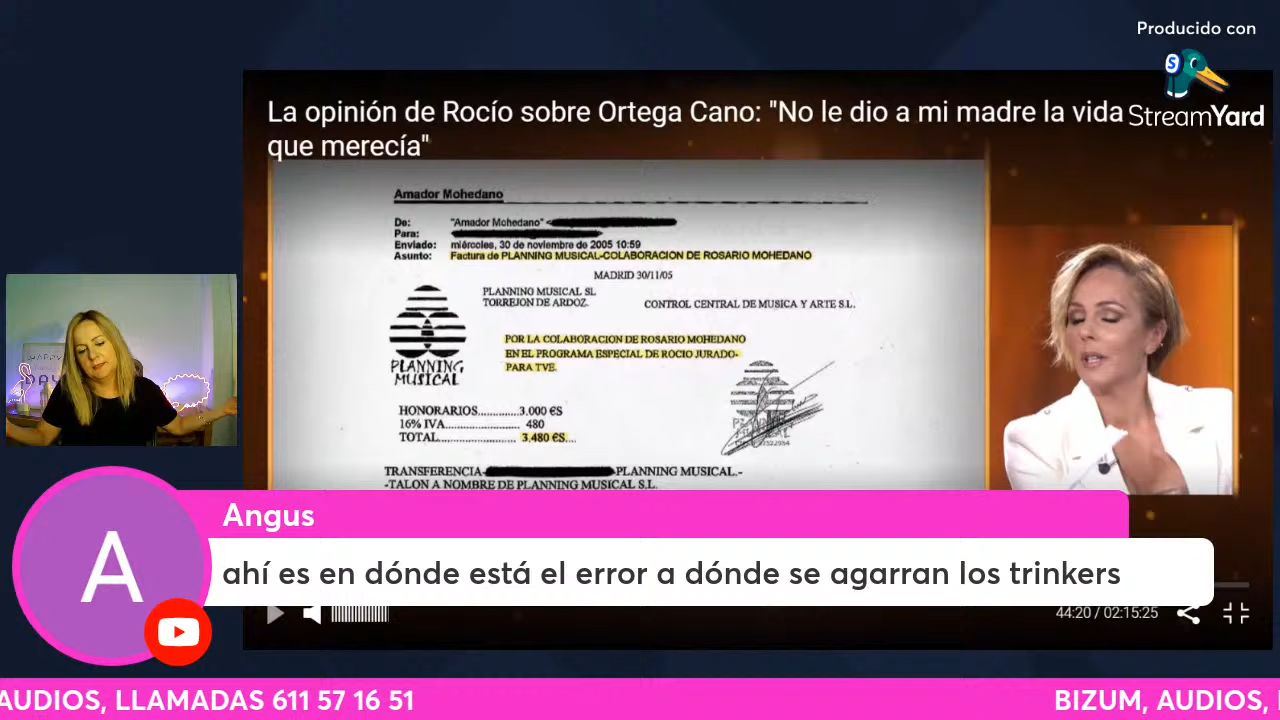 Producido con
StreamYard
La opinión de Rocío sobre Ortega Cano: "No le dio a mi madre la vida
que merecía"
Amador Mohedano
De: "Amador Mohedano" <
Para:
Enviado: miércoles, 30 de noviembre de 2005 10:59
Asunto: Factura de PLANNING MUSICAL-COLABORACION DE ROSARIO MOHEDANO
MADRID 30/11/05
PLANNING MUSICAL SL
TORREJON DE ARDOZ.
CONTROL CENTRAL DE MUSICA Y ARTE S.L.
POR LA COLABORACION DE ROSARIO MOHEDANO
EN EL PROGRAMA ESPECIAL DE ROCIO JURADO-
PARA TVE.
PLANNING
MUSICAL
HONORARIOS..............3.000 €S
16% IVA........................ 480
TOTAL......................... 3.480 €S....
TRANSFERENCIA- PLANNING MUSICAL.-
-TALON A NOMBRE DE PLANNING MUSICAL S.L.
A
Angus
ahí es en dónde está el error a dónde se agarran los trinkers
44:20 / 02:15:25
AUDIOS, LLAMADAS 611 57 16 51
BIZUM, AUDIOS,